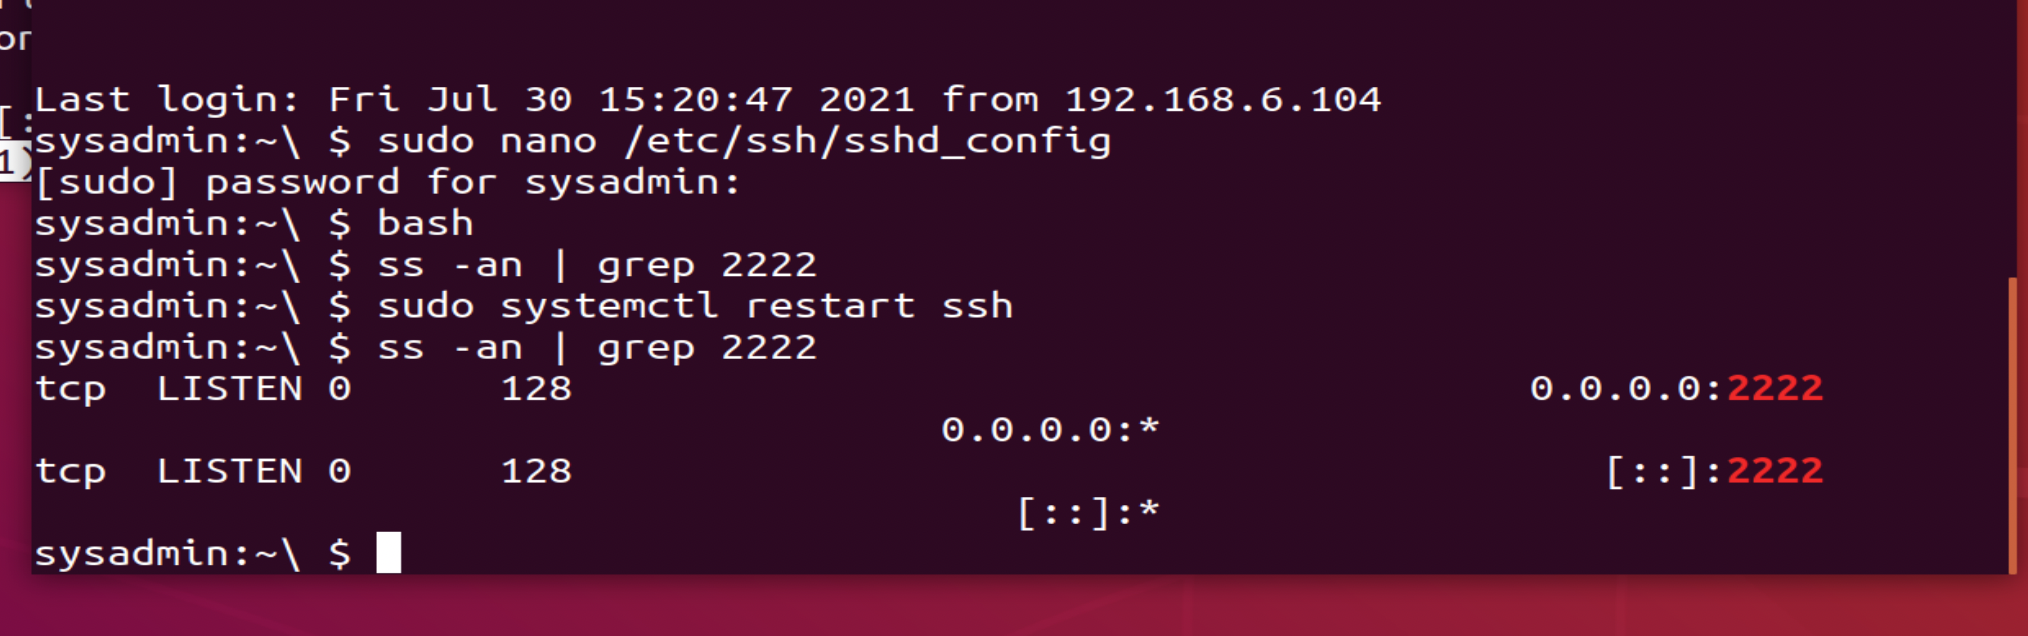 or
[:
1)
Last login: Fri Jul 30 15:20:47 2021 from 192.168.6.104
sysadmin:~\ $ sudo nano /etc/ssh/sshd_config
[sudo] password for sysadmin:
sysadmin:~\ $ bash
sysadmin:~\ $ ss -an | grep 2222
sysadmin:~\ $ sudo systemctl restart ssh
sysadmin:~\ $ ss -an | grep 2222
tcp  LISTEN 0      128                                       0.0.0.0:2222
                                     0.0.0.0:*
tcp  LISTEN 0      128                                          [::]:2222
                                        [::]:*
sysadmin:~\ $